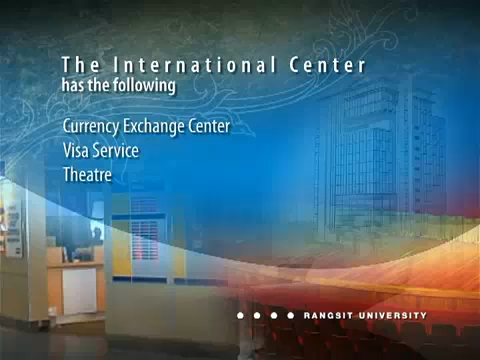 The International Center
has the following
Currency Exchange Center
Visa Service
Theatre
RANGSIT UNIVERSITY